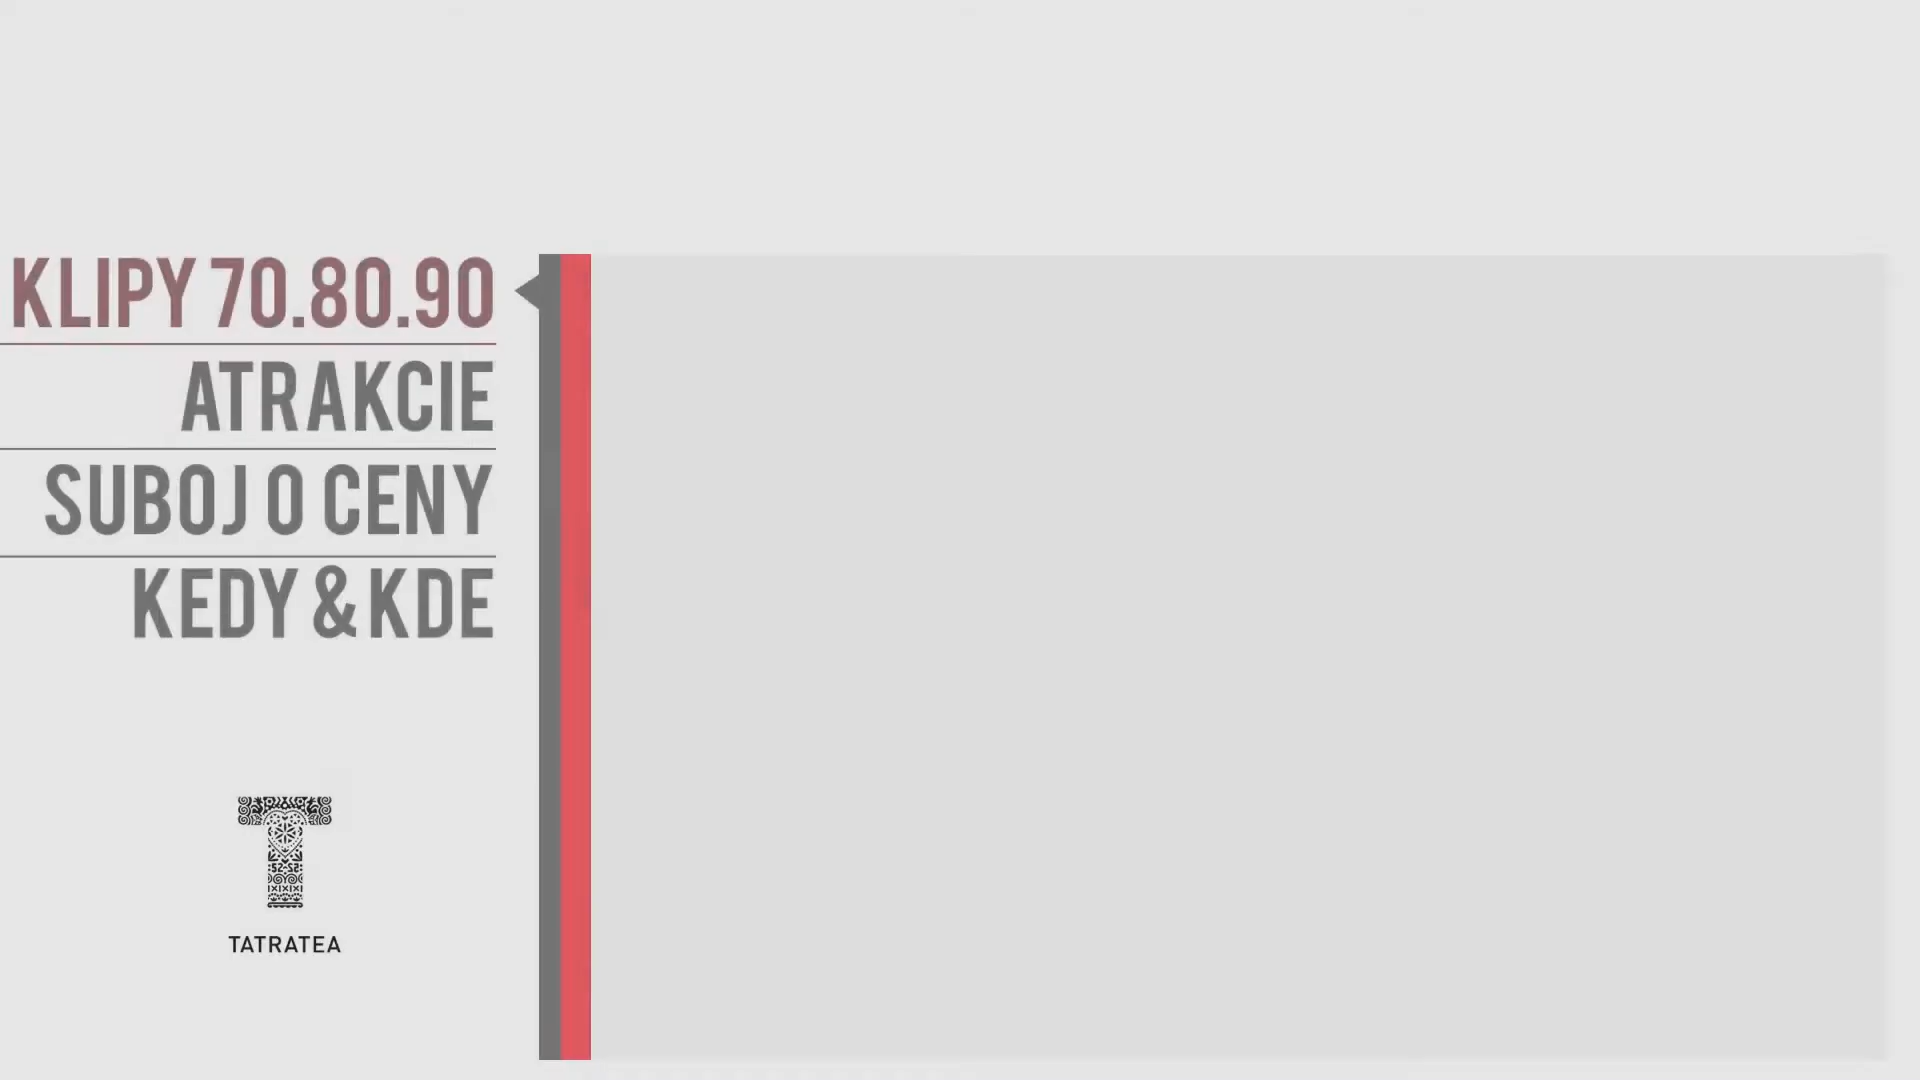 KLIPY 70.80.90
ATRAKCIE
SUBOJ O CENY
KEDY & KDE
TATRATEA